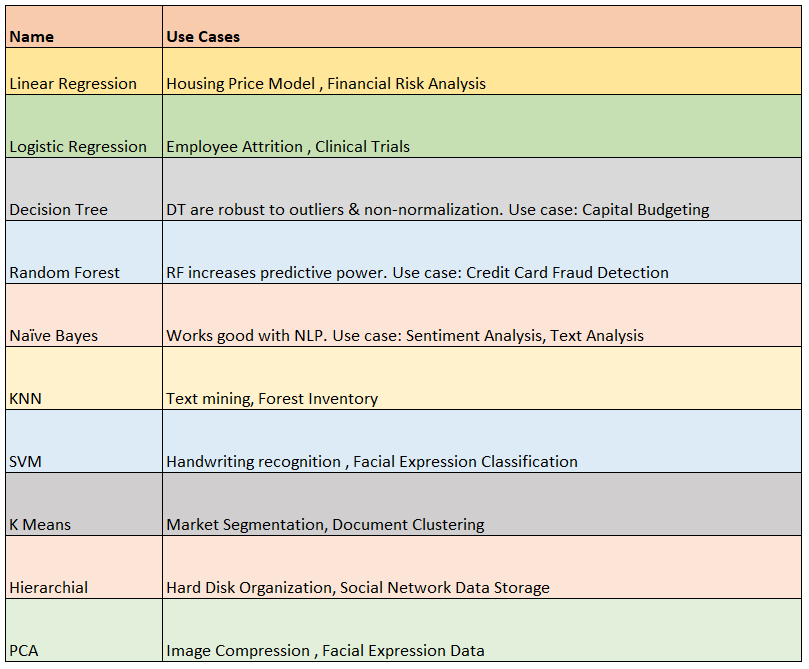 Name Use Cases
Linear Regression Housing Price Model , Financial Risk Analysis
Logistic Regression Employee Attrition , Clinical Trials
Decision Tree DT are robust to outliers & non-normalization. Use case: Capital Budgeting
Random Forest RF increases predictive power. Use case: Credit Card Fraud Detection
Naïve Bayes Works good with NLP. Use case: Sentiment Analysis, Text Analysis
KNN Text mining, Forest Inventory
SVM Handwriting recognition , Facial Expression Classification
K Means Market Segmentation, Document Clustering
Hierarchial Hard Disk Organization, Social Network Data Storage
PCA Image Compression , Facial Expression Data